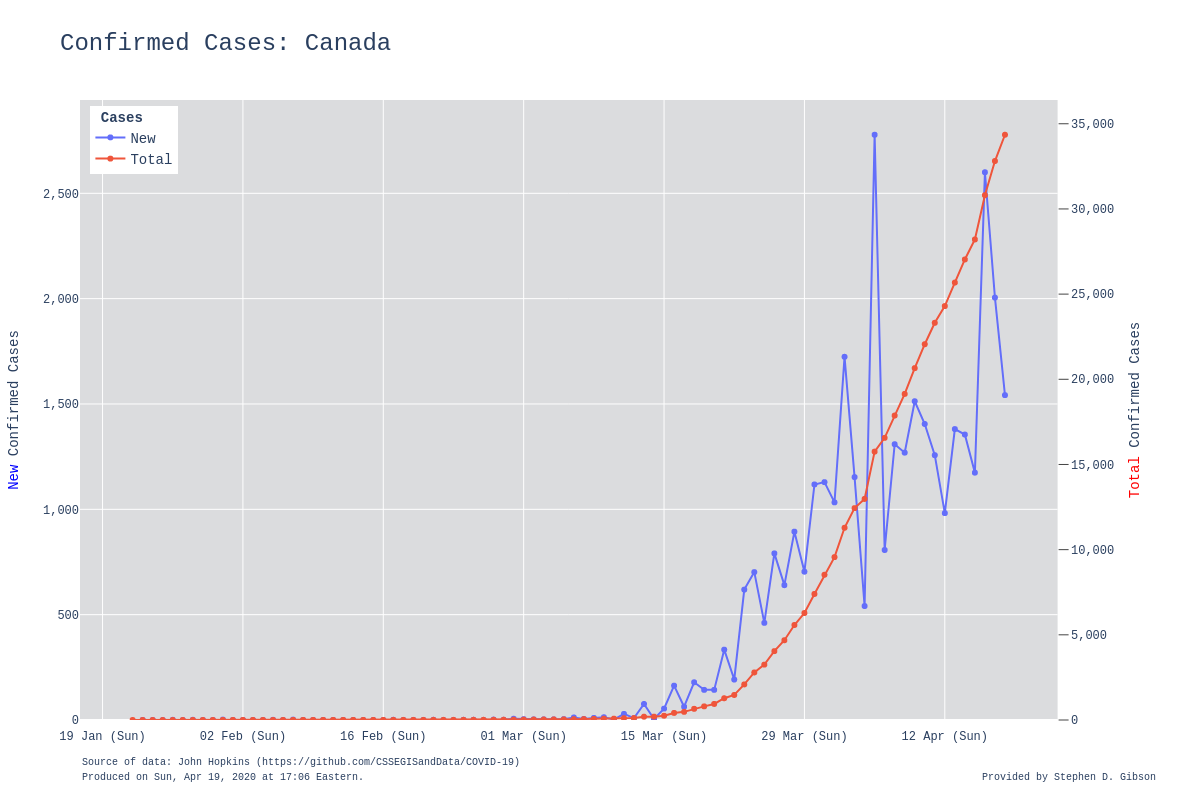 Confirmed Cases: Canada
Cases
New
Total
2,500
2,000
1,500
1,000
500
0
New Confirmed Cases
35,000
30,000
25,000
20,000
15,000
10,000
5,000
0
Total Confirmed Cases
19 Jan (Sun)
02 Feb (Sun)
16 Feb (Sun)
01 Mar (Sun)
15 Mar (Sun)
29 Mar (Sun)
12 Apr (Sun)
Source of data: John Hopkins (https://github.com/CSSEGISandData/COVID-19)
Produced on Sun, Apr 19, 2020 at 17:06 Eastern.
Provided by Stephen D. Gibson